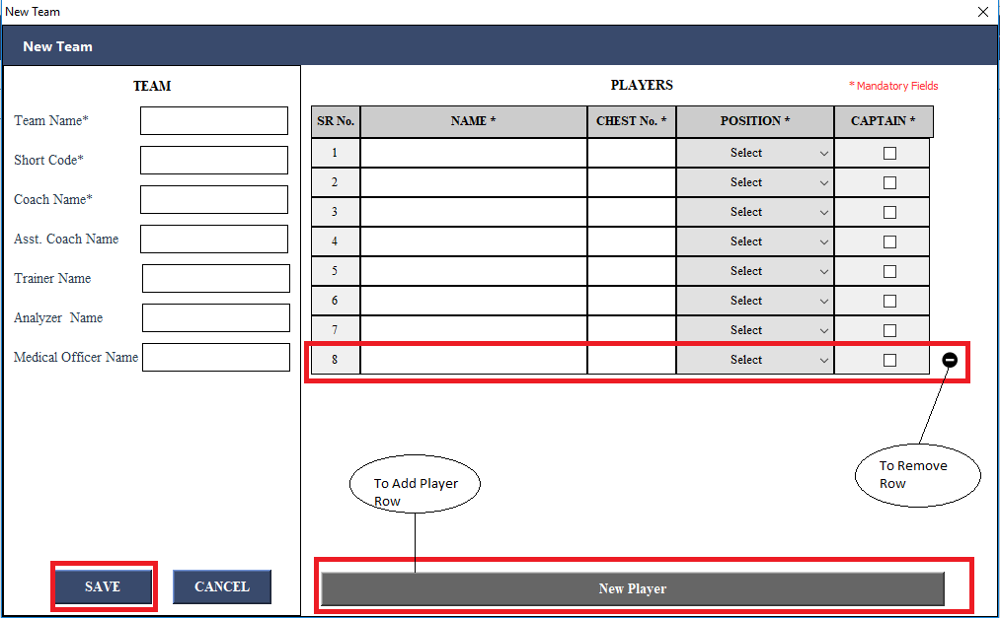 New Team
New Team
TEAM
Team Name*
Short Code*
Coach Name*
Asst. Coach Name
Trainer Name
Analyzer  Name
Medical Officer Name
SAVE
CANCEL
PLAYERS
* Mandatory Fields
SR No. NAME * CHEST No. * POSITION * CAPTAIN *
1 Select
2 Select
3 Select
4 Select
5 Select
6 Select
7 Select
8 Select
To Add Player
Row
To Remove
Row
New Player